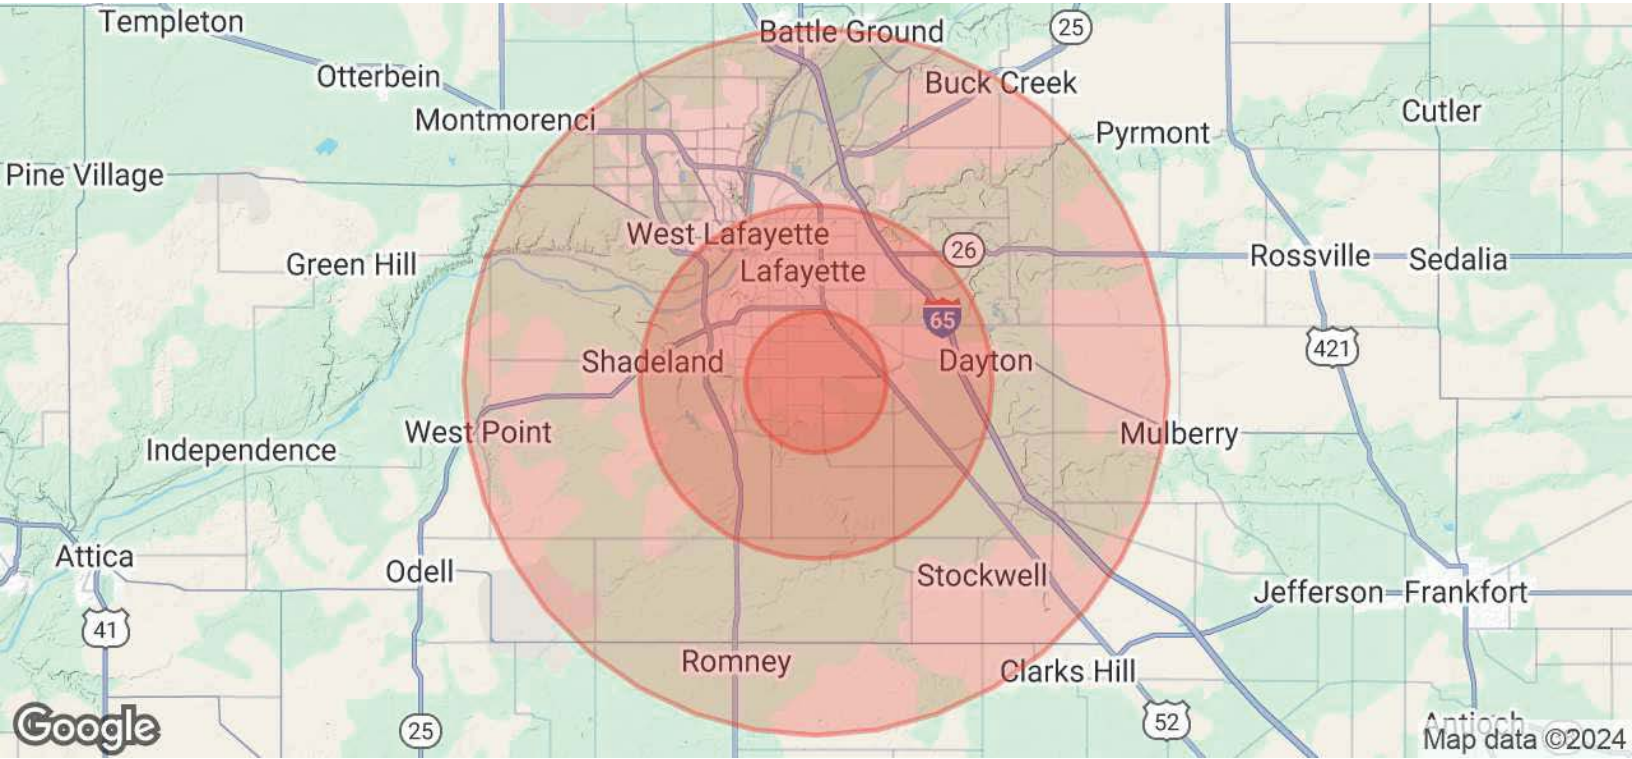 Templeton
Battle Ground
25
Otterbein
Buck Creek
Montmorenci
Cutler
Pyrmont
Pine Village
West Lafayette
26
Rossville
Sedalia
Green Hill
Lafayette
65
421
Shadeland
Dayton
West Point
Mulberry
Independence
Attica
Odell
Stockwell
Jefferson
Frankfort
41
Romney
Clarks Hill
Google
25
52
Antioch
Map data ©2024